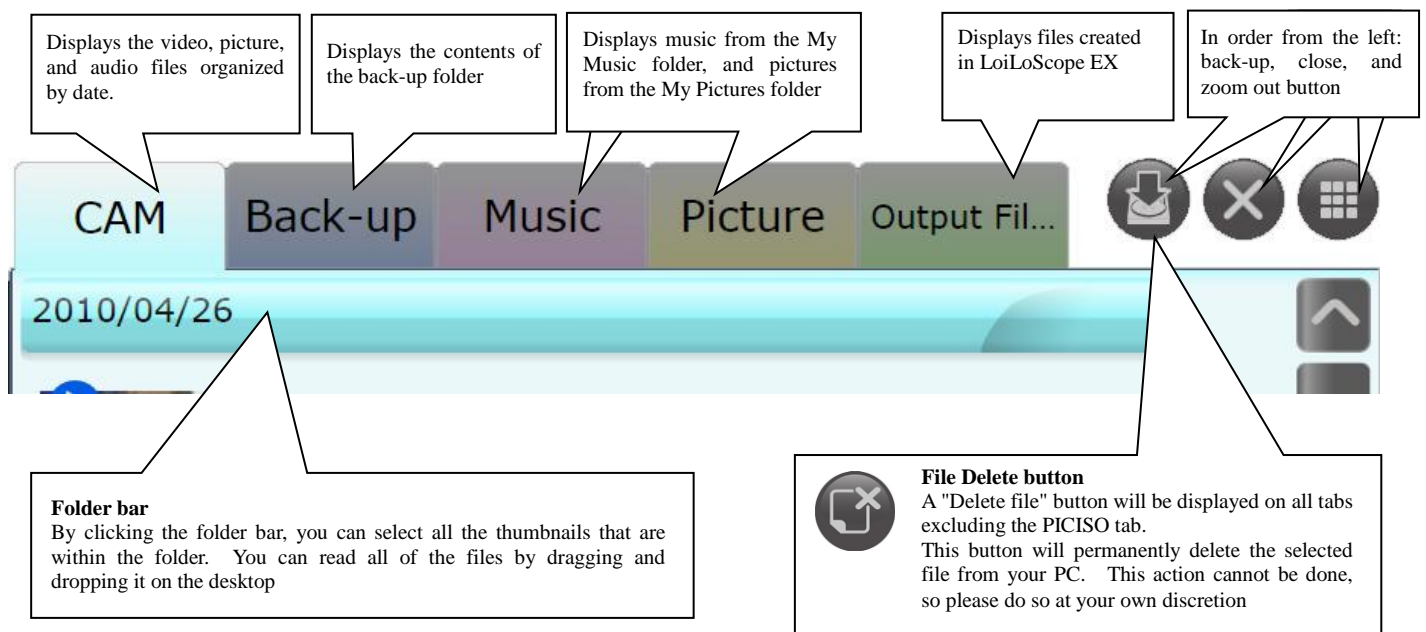 Displays the video, picture,
and audio files organized
by date.
Displays the contents of
the back-up folder
Displays music from the My
Music folder, and pictures
from the My Pictures folder
Displays files created
in LoiLoScope EX
In order from the left:
back-up, close, and
zoom out button
CAM
Back-up
Music
Picture
Output Fil...
2010/04/26
Folder bar
By clicking the folder bar, you can select all the thumbnails that are
within the folder. You can read all of the files by dragging and
dropping it on the desktop
File Delete button
A "Delete file" button will be displayed on all tabs
excluding the PICISO tab.
This button will permanently delete the selected
file from your PC. This action cannot be done,
so please do so at your own discretion